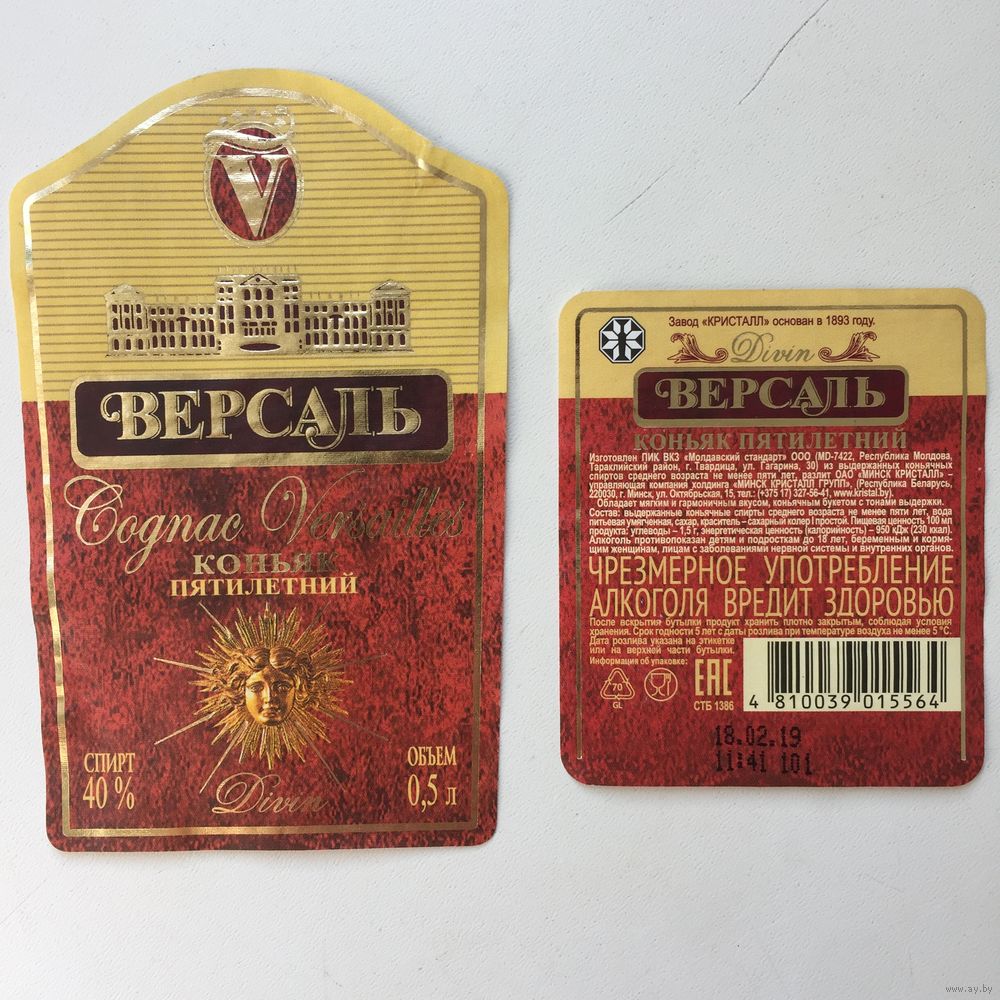 V
ВЕРСАЛЬ
Cognac Versailles
КОНЬЯК
ПЯТИЛЕТНИЙ
СПИРТ
40 %
ОБЪЕМ
0,5 л
Divin
Завод «КРИСТАЛЛ» основан в 1893 году.
Divin
ВЕРСАЛЬ
КОНЬЯК ПЯТИЛЕТНИЙ
Изготовлен ПИК ВКЗ «Молдавский стандарт» ООО (MD-7422, Республика Молдова,
Тараклийский район, г. Твардица, ул. Гагарина, 30) из выдержанных коньячных
спиртов среднего возраста не менее пяти лет, разлит ОАО «МИНСК КРИСТАЛЛ» –
управляющая компания холдинга «МИНСК КРИСТАЛЛ ГРУПП», (Республика Беларусь,
220030, г. Минск, ул. Октябрьская, 15, тел.: (+375 17) 327-56-41, www.kristal.by).
Обладает мягким и гармоничным вкусом, коньячным букетом с тонами выдержки.
Состав: выдержанные коньячные спирты среднего возраста не менее пяти лет, вода
питьевая умягченная, сахар, краситель – сахарный колер I простой. Пищевая ценность 100 мл
продукта: углеводы – 1,5 г, энергетическая ценность (калорийность) – 950 кДж (230 ккал).
Алкоголь противопоказан детям и подросткам до 18 лет, беременным и кормя-
щим женщинам, лицам с заболеваниями нервной системы и внутренних органов.
ЧРЕЗМЕРНОЕ УПОТРЕБЛЕНИЕ
АЛКОГОЛЯ ВРЕДИТ ЗДОРОВЬЮ
После вскрытия бутылки продукт хранить плотно закрытым, соблюдая условия
хранения. Срок годности 5 лет с даты розлива при температуре воздуха не менее 5 °С.
Дата розлива указана на этикетке
или на верхней части бутылки.
Информация об упаковке:
70
GL
EAC
СТБ 1386
4 810039 015564
18.02.19
11:41 101
www.ay.by